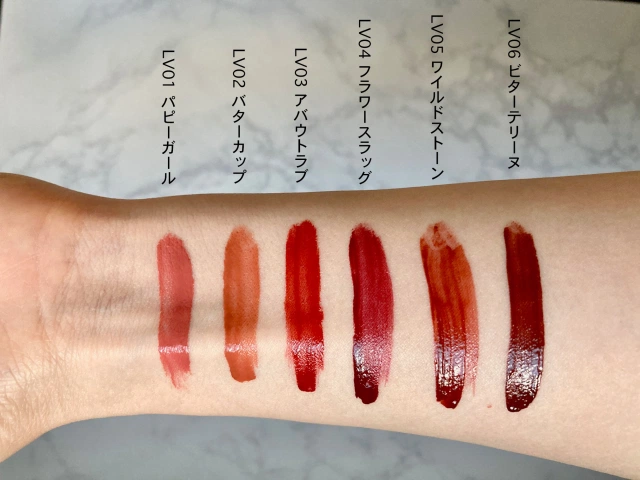 LV01 パピーガール
LV02 バターカップ
LV03 アバウトラブ
LV04 フラワースラッグ
LV05 ワイルドストーン
LV06 ビターテリーヌ